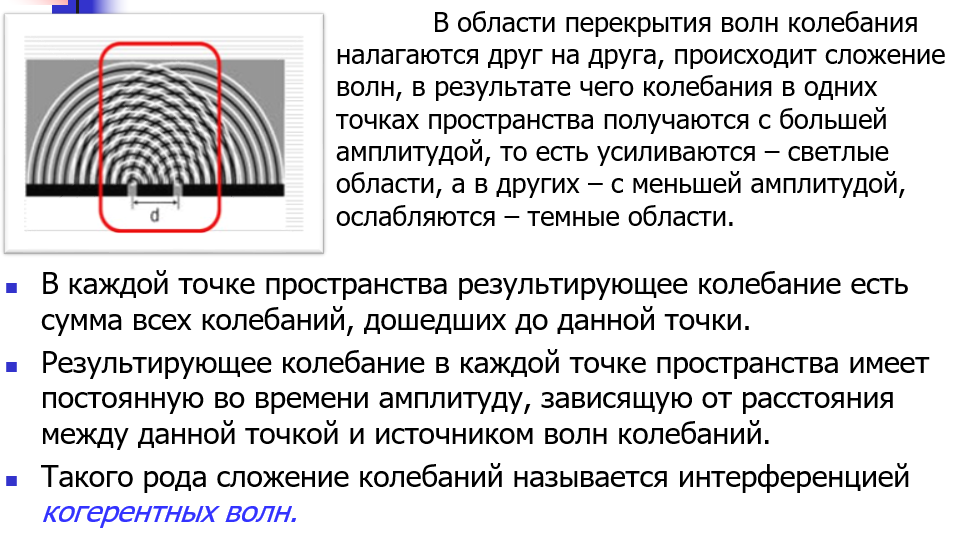 В области перекрытия волн колебания
налагаются друг на друга, происходит сложение
волн, в результате чего колебания в одних
точках пространства получаются с большей
амплитудой, то есть усиливаются – светлые
области, а в других – с меньшей амплитудой,
ослабляются – темные области.
d
В каждой точке пространства результирующее колебание есть
сумма всех колебаний, дошедших до данной точки.
Результирующее колебание в каждой точке пространства имеет
постоянную во времени амплитуду, зависящую от расстояния
между данной точкой и источником волн колебаний.
Такого рода сложение колебаний называется интерференцией
когерентных волн.